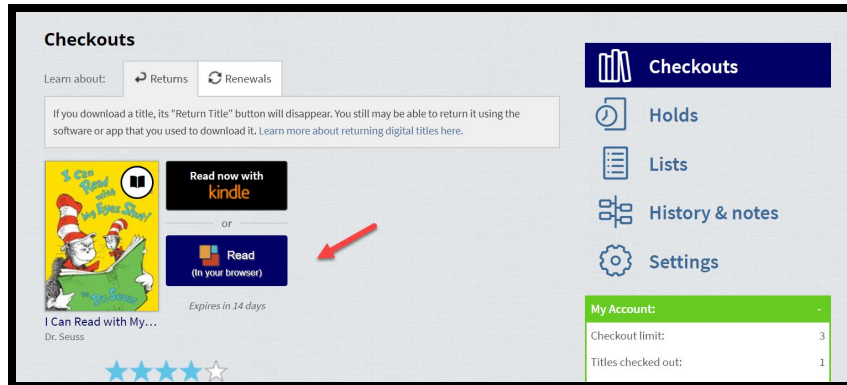 Checkouts
Learn about:
Returns
Renewals
If you download a title, its "Return Title" button will disappear. You still may be able to return it using the
software or app that you used to download it. Learn more about returning digital titles here.
I Can
Read
with
My Eyes Shut!
By Dr. Seuss
Read now with
kindle
or
Read
(In your browser)
Expires in 14 days
I Can Read with My...
Dr. Seuss
Checkouts
Holds
Lists
History & notes
Settings
My Account: -
Checkout limit: 3
Titles checked out: 1